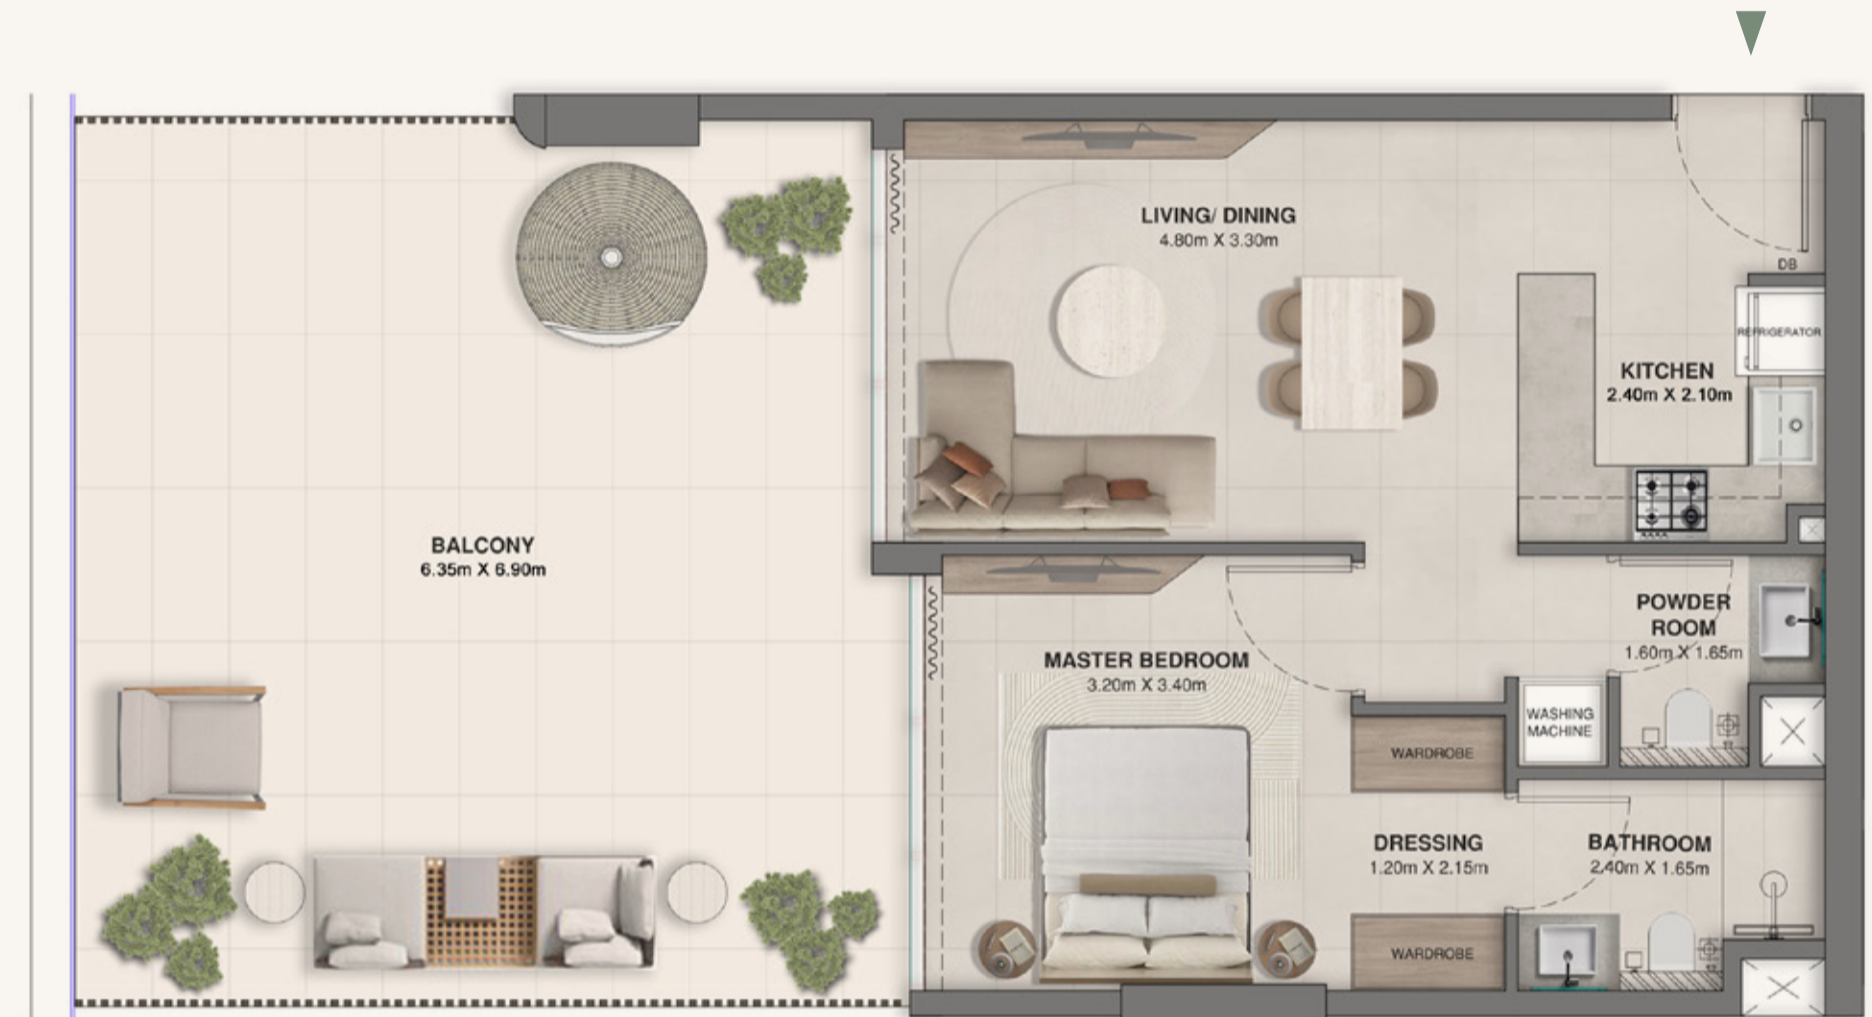 LIVING/ DINING
4.80m X 3.30m
DB
REFRIGERATOR
KITCHEN
2.40m X 2.10m
BALCONY
6.35m X 6.90m
POWDER
ROOM
1.60m X 1.65m
MASTER BEDROOM
3.20m X 3.40m
WASHING
MACHINE
WARDROBE
DRESSING
1.20m X 2.15m
BATHROOM
2.40m X 1.65m
WARDROBE